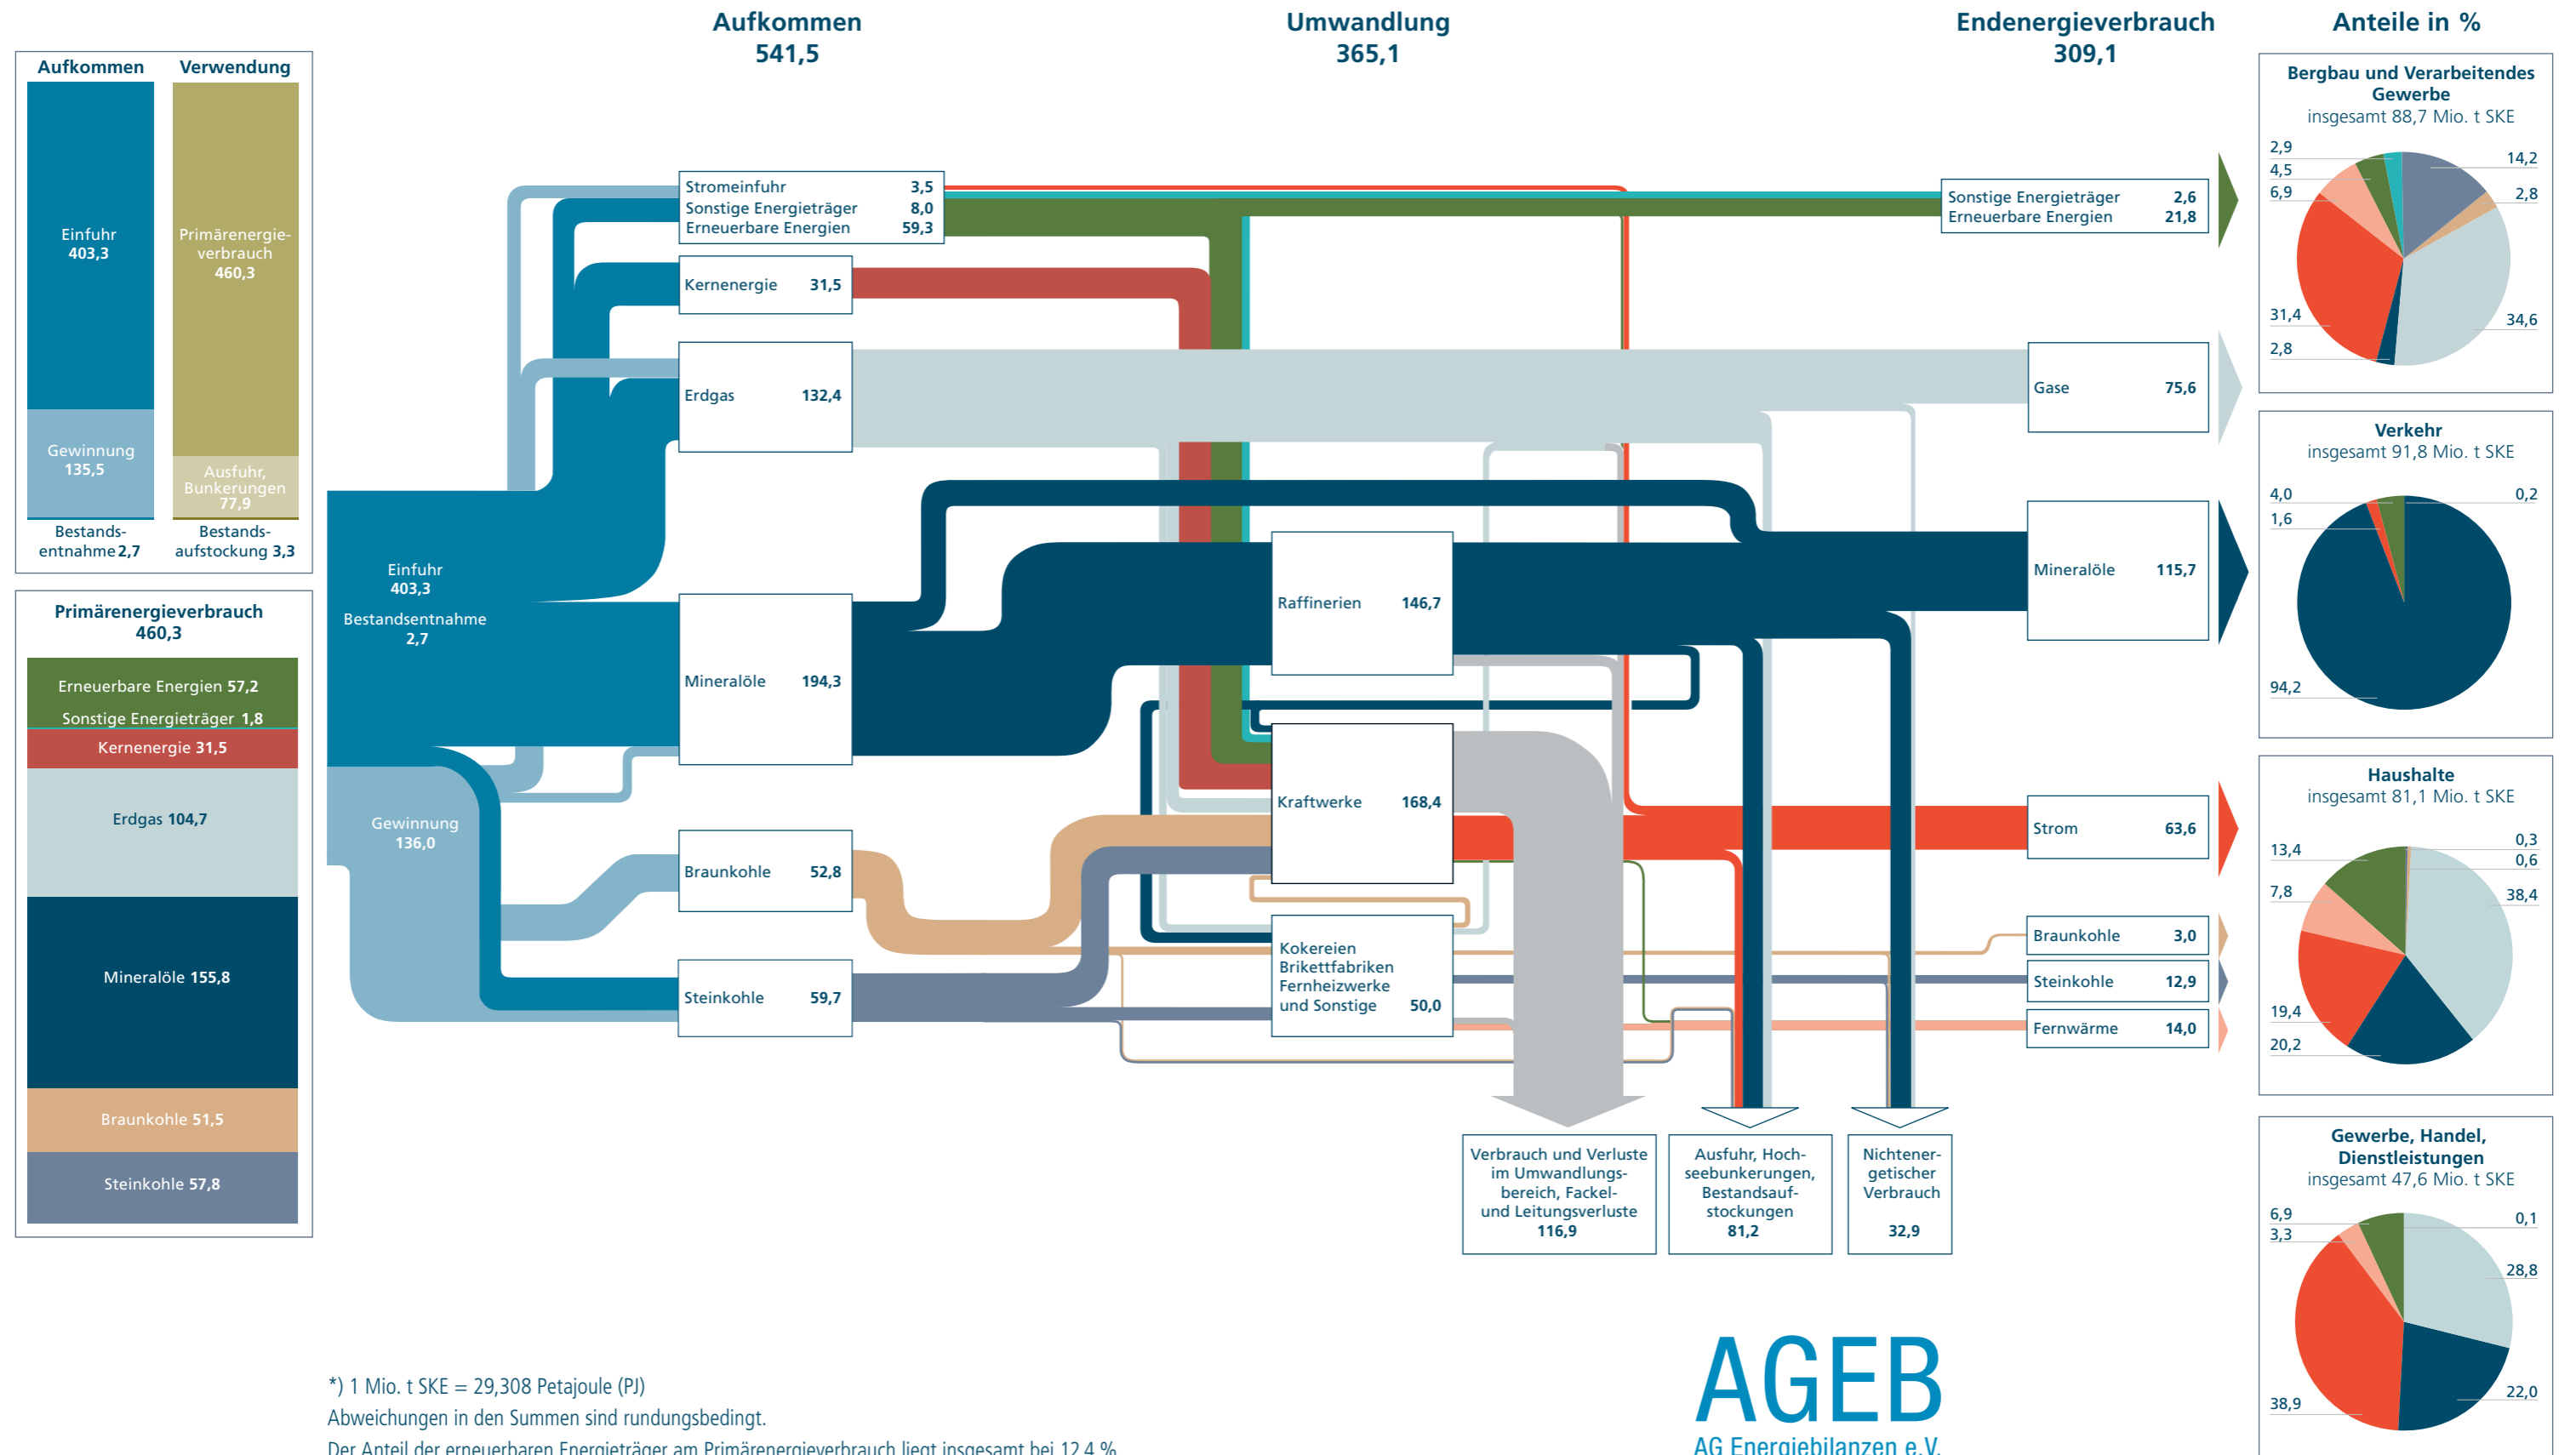 Aufkommen
541,5
Umwandlung
365,1
Endenergieverbrauch
309,1
Anteile in %
Aufkommen
Verwendung
Einfuhr
403,3
Primärenergie-
verbrauch
460,3
Gewinnung
135,5
Ausfuhr,
Bunkerungen
77,9
Bestands-
entnahme 2,7
Bestands-
aufstockung 3,3
Primärenergieverbrauch
460,3
Erneuerbare Energien 57,2
Sonstige Energieträger 1,8
Kernenergie 31,5
Erdgas 104,7
Mineralöle 155,8
Braunkohle 51,5
Steinkohle 57,8
Einfuhr
403,3
Bestandsentnahme
2,7
Gewinnung
136,0
Stromeinfuhr 3,5
Sonstige Energieträger 8,0
Erneuerbare Energien 59,3
Kernenergie 31,5
Erdgas 132,4
Mineralöle 194,3
Braunkohle 52,8
Steinkohle 59,7
Raffinerien 146,7
Kraftwerke 168,4
Kokereien
Brikettfabriken
Fernheizwerke
und Sonstige 50,0
Sonstige Energieträger 2,6
Erneuerbare Energien 21,8
Gase 75,6
Mineralöle 115,7
Strom 63,6
Braunkohle 3,0
Steinkohle 12,9
Fernwärme 14,0
Verbrauch und Verluste
im Umwandlungs-
bereich, Fackel-
und Leitungsverluste
116,9
Ausfuhr, Hoch-
seebunkerungen,
Bestandsauf-
stockungen
81,2
Nichtener-
getischer
Verbrauch
32,9
Bergbau und Verarbeitendes
Gewerbe
insgesamt 88,7 Mio. t SKE
2,9
4,5
6,9
31,4
2,8
14,2
2,8
34,6
Verkehr
insgesamt 91,8 Mio. t SKE
4,0
1,6
94,2
0,2
Haushalte
insgesamt 81,1 Mio. t SKE
13,4
7,8
19,4
20,2
0,3
0,6
38,4
Gewerbe, Handel,
Dienstleistungen
insgesamt 47,6 Mio. t SKE
6,9
3,3
38,9
0,1
28,8
22,0
*) 1 Mio. t SKE = 29,308 Petajoule (PJ)
Abweichungen in den Summen sind rundungsbedingt.
Der Anteil der erneuerbaren Energieträger am Primärenergieverbrauch liegt insgesamt bei 12,4 %
AGEB
AG Energiebilanzen e.V.